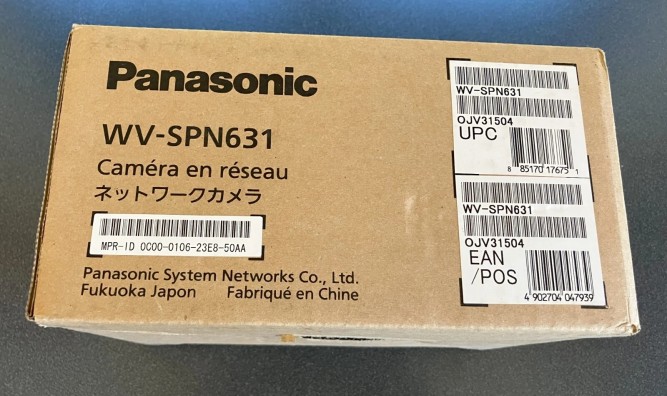 Panasonic
WV-SPN631
Caméra en réseau
ネットワークカメラ
MPR-ID 0C00-0106-23E8-50AA
Panasonic System Networks Co., Ltd.
Fukuoka Japon Fabriqué en Chine
WV-SPN631
OJV31504
UPC
8 85170 17675 1
WV-SPN631
OJV31504
EAN
/POS
4 902704 047939